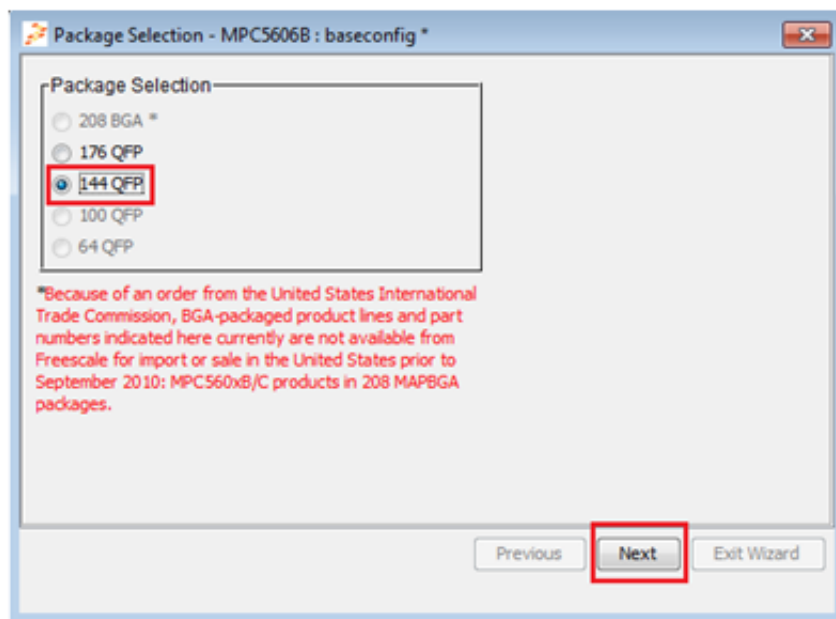 Package Selection - MPC5606B : baseconfig *
Package Selection
208 BGA *
176 QFP
144 QFP
100 QFP
64 QFP
*Because of an order from the United States International
Trade Commission, BGA-packaged product lines and part
numbers indicated here currently are not available from
Freescale for import or sale in the United States prior to
September 2010: MPC560xB/C products in 208 MAPBGA
packages.
Previous Next Exit Wizard